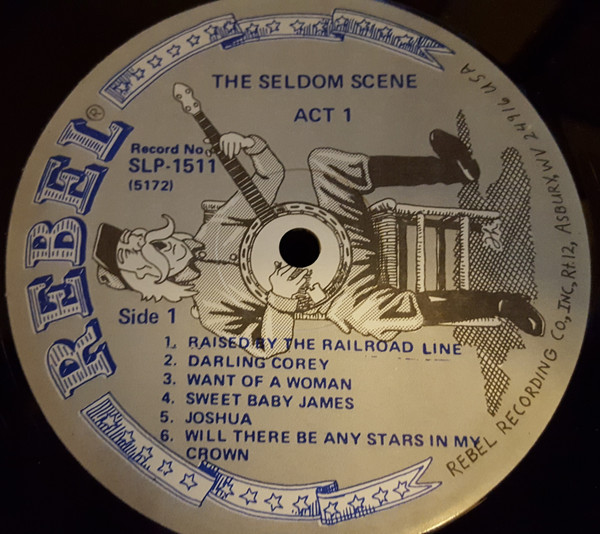 REBEL®
THE SELDOM SCENE
ACT 1
Record No.
SLP-1511
(5172)
Side 1
1. RAISED BY THE RAILROAD LINE
2. DARLING COREY
3. WANT OF A WOMAN
4. SWEET BABY JAMES
5. JOSHUA
6. WILL THERE BE ANY STARS IN MY
CROWN
REBEL RECORDING CO., INC, Rt. 12, ASBURY, WV 24916 USA